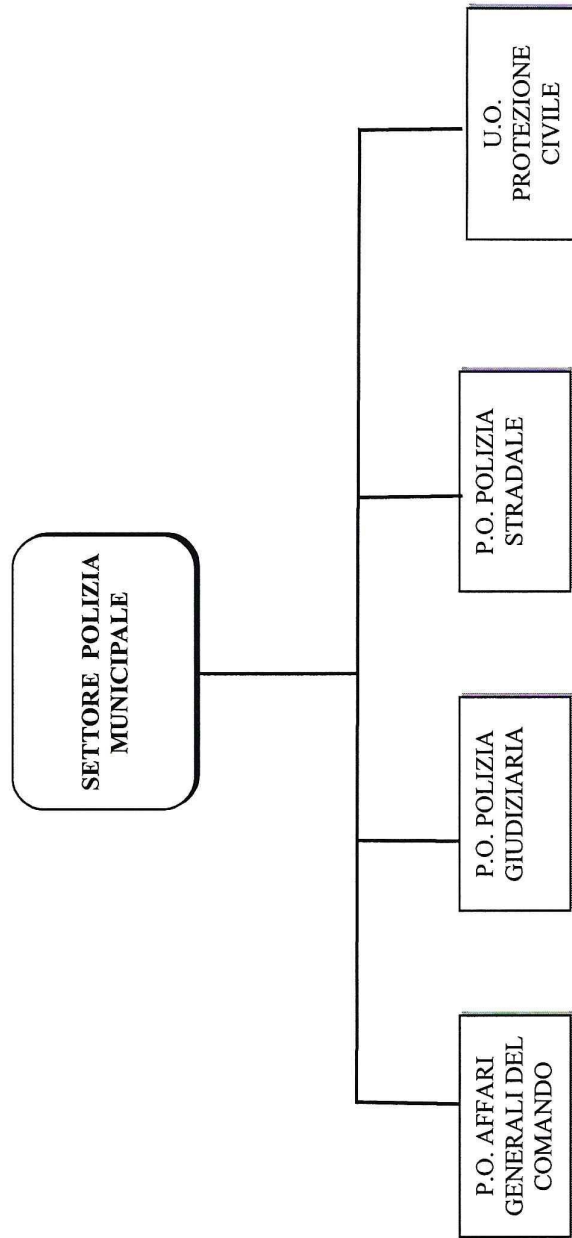 SETTORE POLIZIA
MUNICIPALE
P.O. AFFARI
GENERALI DEL
COMANDO
P.O. POLIZIA
GIUDIZIARIA
P.O. POLIZIA
STRADALE
U.O.
PROTEZIONE
CIVILE